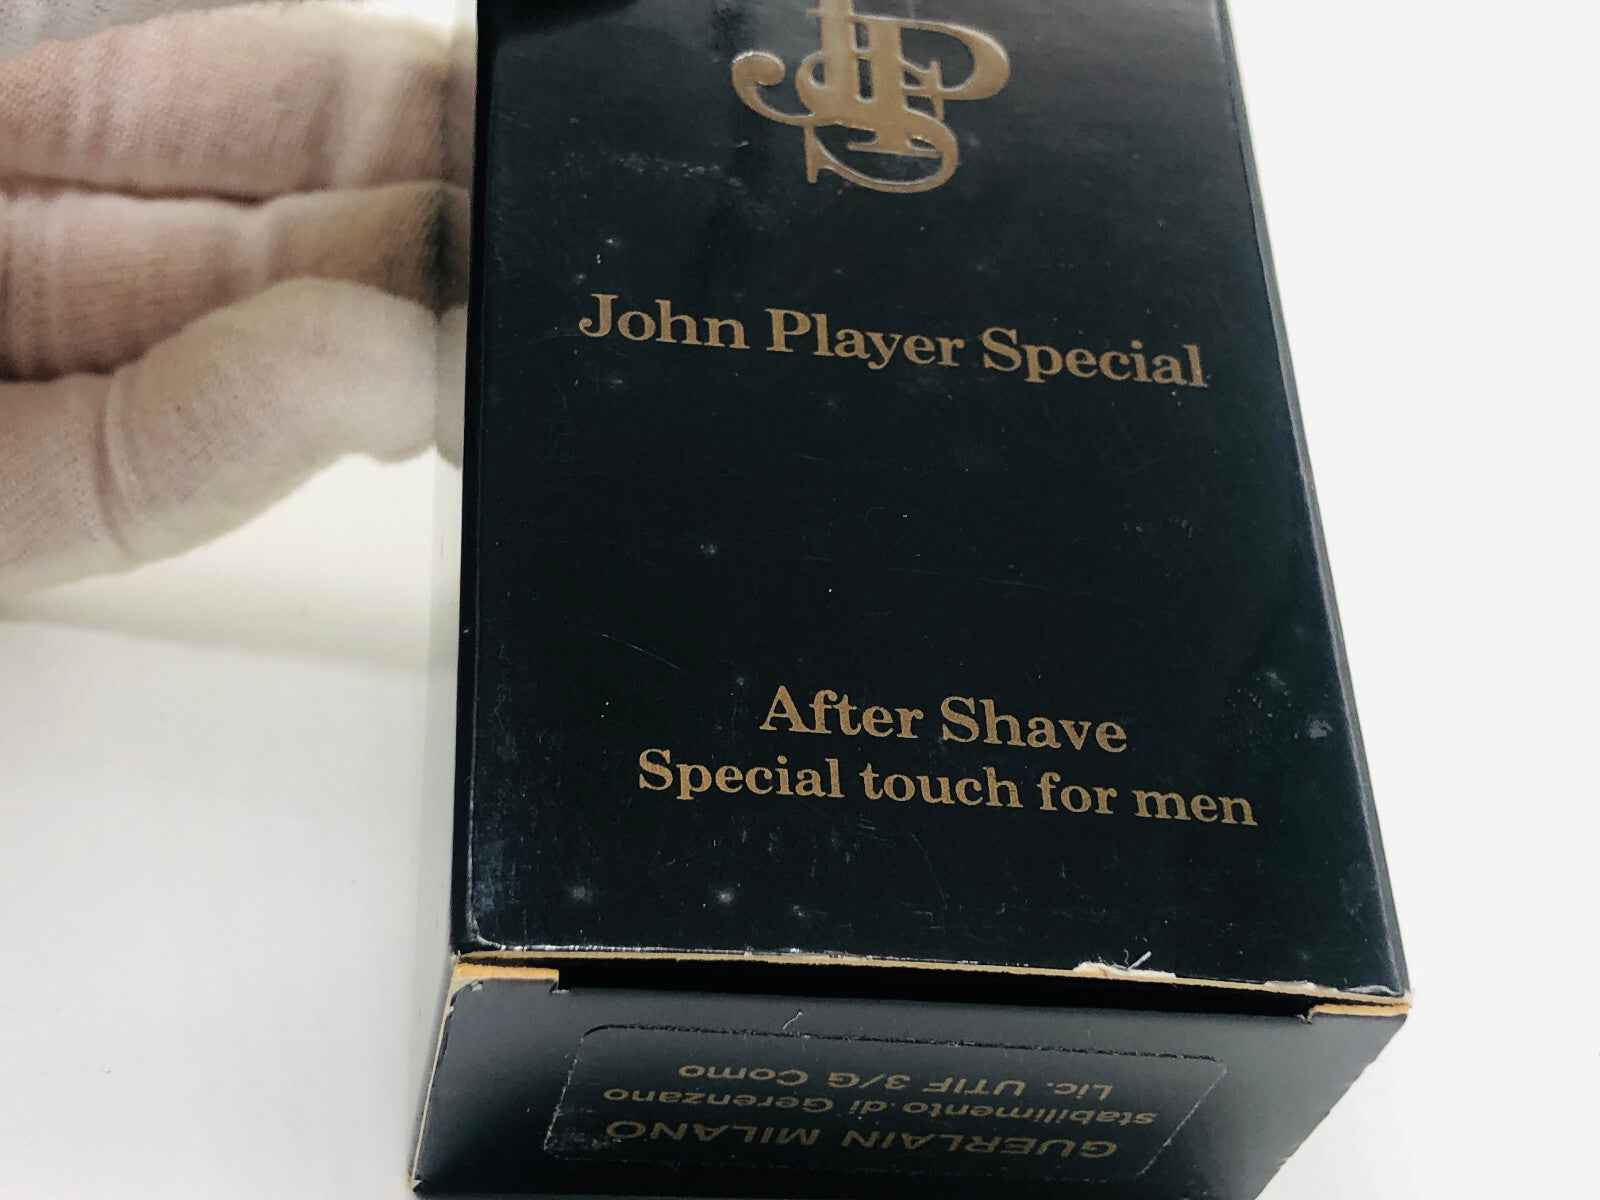 JPS
John Player Special
After Shave
Special touch for men
GUERLAIN MILANO
stabilimento di Gerenzano
Lic. UTIF 3/G Como